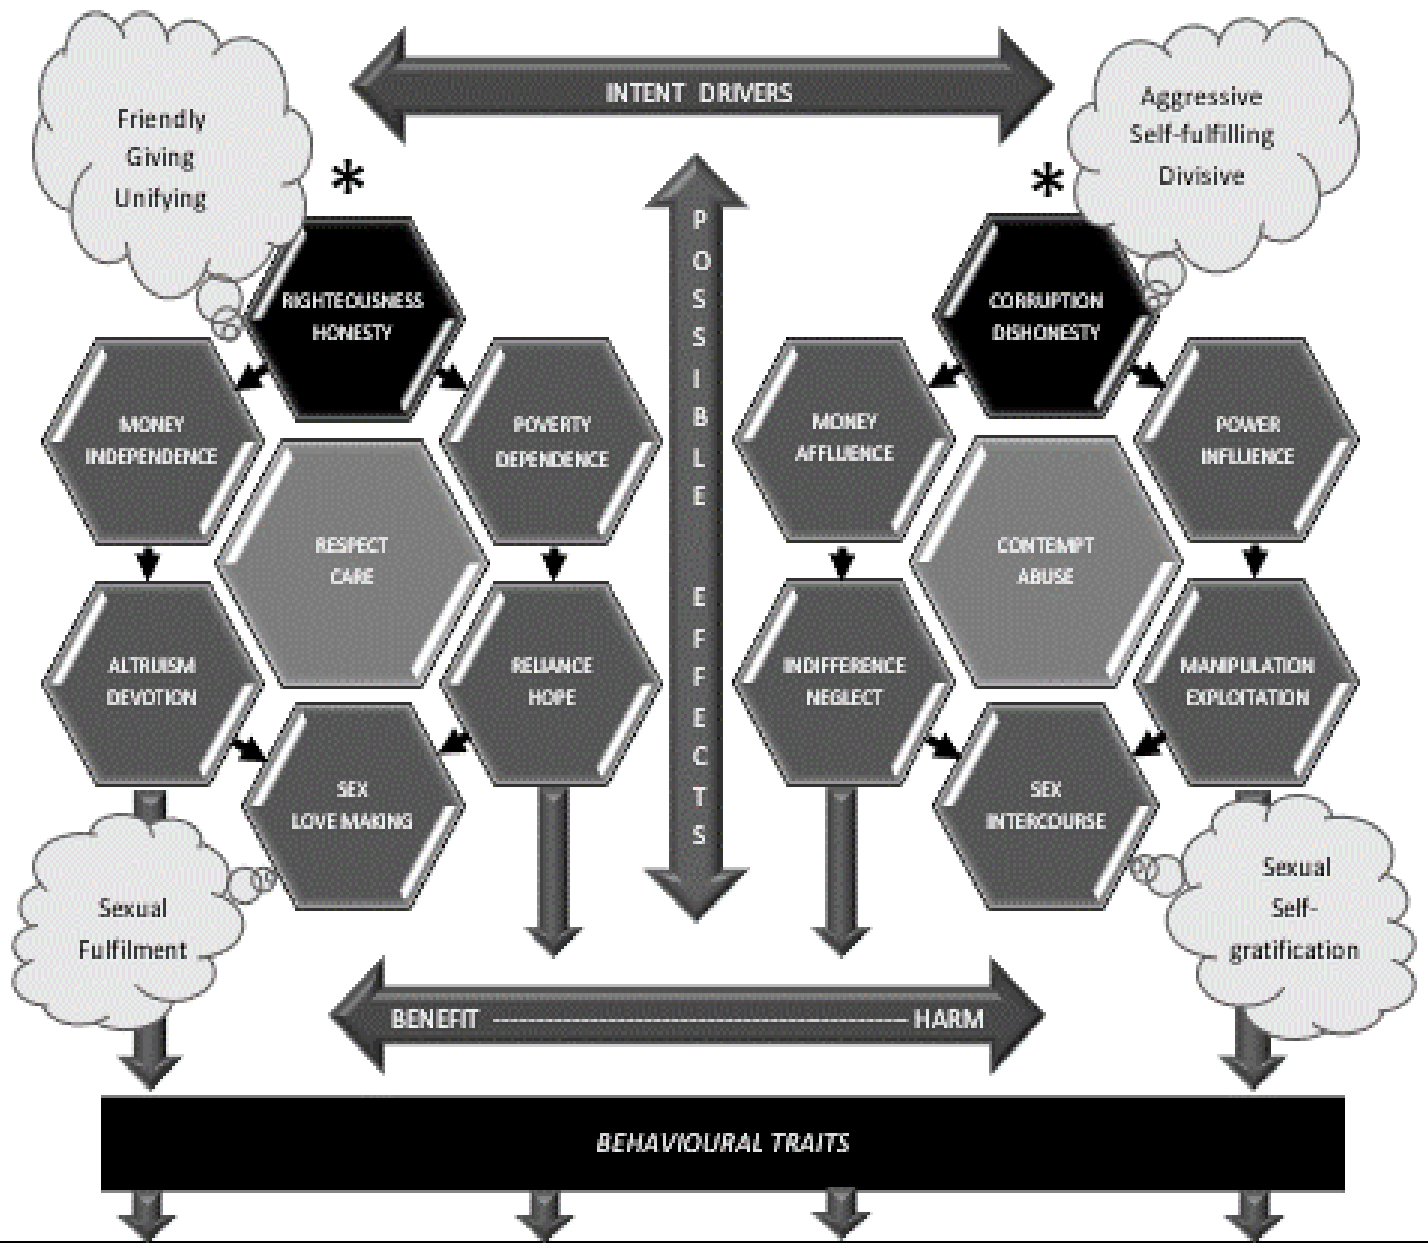 INTENT DRIVERS
Friendly
Giving
Unifying
Aggressive
Self-fulfilling
Divisive
*
*
RIGHTEOUSNESS
HONESTY
MONEY
INDEPENDENCE
POVERTY
DEPENDENCE
RESPECT
CARE
ALTRUISM
DEVOTION
RELIANCE
HOPE
SEX
LOVE MAKING
Sexual
Fulfilment
POSSIBLE EFFECTS
CORRUPTION
DISHONESTY
MONEY
AFFLUENCE
POWER
INFLUENCE
CONTEMPT
ABUSE
INDIFFERENCE
NEGLECT
MANIPULATION
EXPLOITATION
SEX
INTERCOURSE
Sexual
Self-
gratification
BENEFIT ---------- HARM
BEHAVIOURAL TRAITS